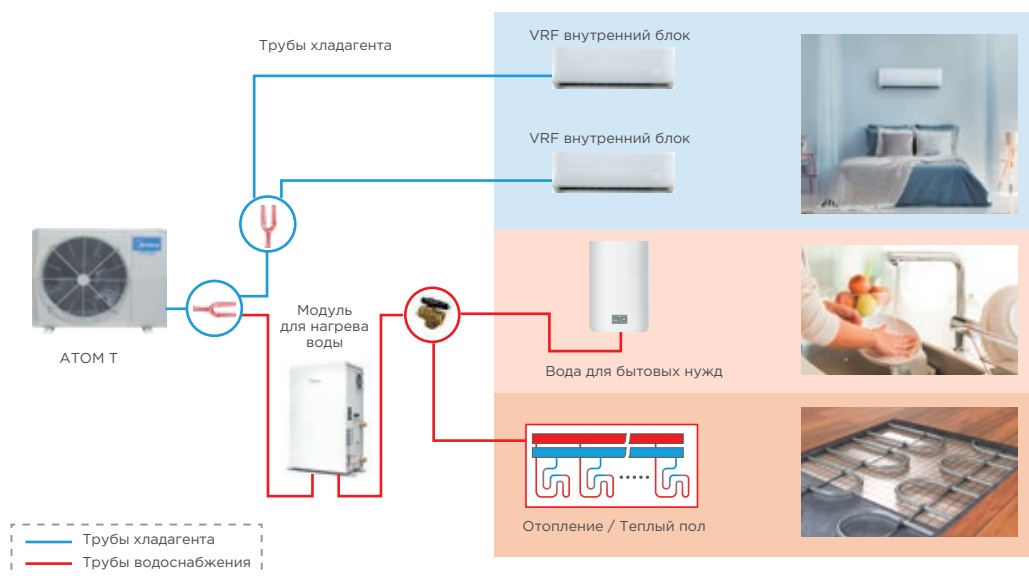 Трубы хладагента
VRF внутренний блок
VRF внутренний блок
Midea
ATOM T
Модуль
для нагрева
воды
Вода для бытовых нужд
Отопление / Теплый пол
Трубы хладагента
Трубы водоснабжения